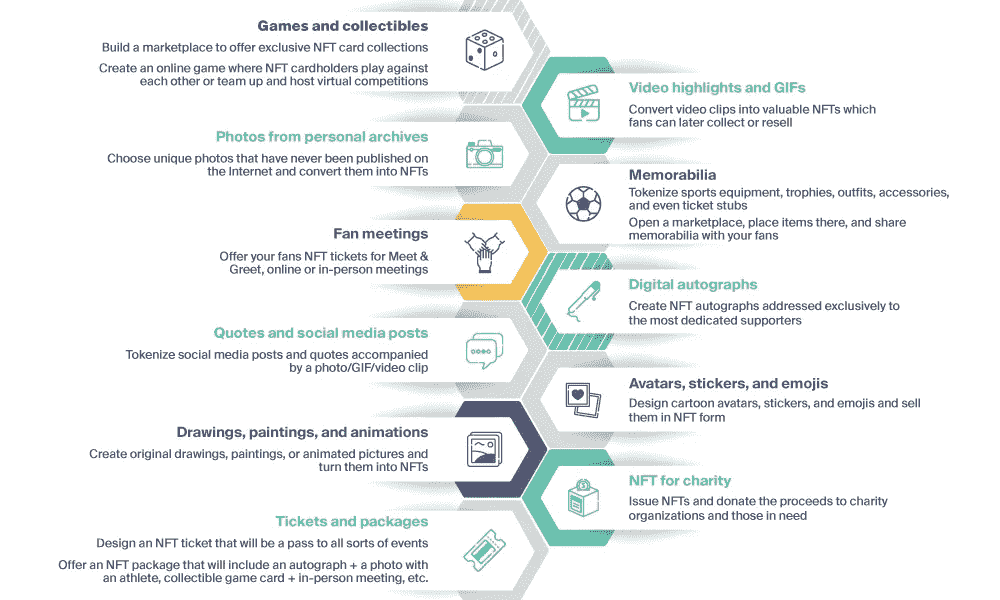 Games and collectibles
Build a marketplace to offer exclusive NFT card collections
Create an online game where NFT cardholders play against
each other or team up and host virtual competitions
Video highlights and GIFs
Convert video clips into valuable NFTs which
fans can later collect or resell
Photos from personal archives
Choose unique photos that have never been published on
the Internet and convert them into NFTs
Memorabilia
Tokenize sports equipment, trophies, outfits, accessories,
and even ticket stubs
Open a marketplace, place items there, and share
memorabilia with your fans
Fan meetings
Offer your fans NFT tickets for Meet &
Greet, online or in-person meetings
Digital autographs
Create NFT autographs addressed exclusively to
the most dedicated supporters
Quotes and social media posts
Tokenize social media posts and quotes accompanied
by a photo/GIF/video clip
Avatars, stickers, and emojis
Design cartoon avatars, stickers, and emojis and sell
them in NFT form
Drawings, paintings, and animations
Create original drawings, paintings, or animated pictures and
turn them into NFTs
NFT for charity
Issue NFTs and donate the proceeds to charity
organizations and those in need
Tickets and packages
Design an NFT ticket that will be a pass to all sorts of events
Offer an NFT package that will include an autograph + a photo with
an athlete, collectible game card + in-person meeting, etc.